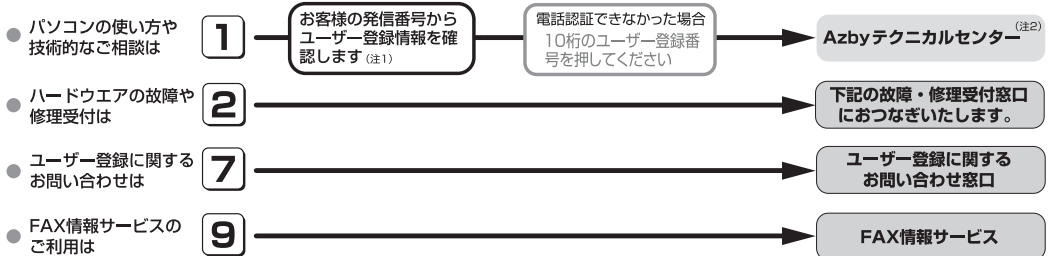 ● パソコンの使い方や
技術的なご相談は
1
お客様の発信番号から
ユーザー登録情報を確
認します(注1)
電話認証できなかった場合
10桁のユーザー登録番
号を押してください
Azbyテクニカルセンター(注2)
● ハードウエアの故障や
修理受付は
2
下記の故障・修理受付窓口
におつなぎいたします。
● ユーザー登録に関する
お問い合わせは
7
ユーザー登録に関する
お問い合わせ窓口
● FAX情報サービスの
ご利用は
9
FAX情報サービス